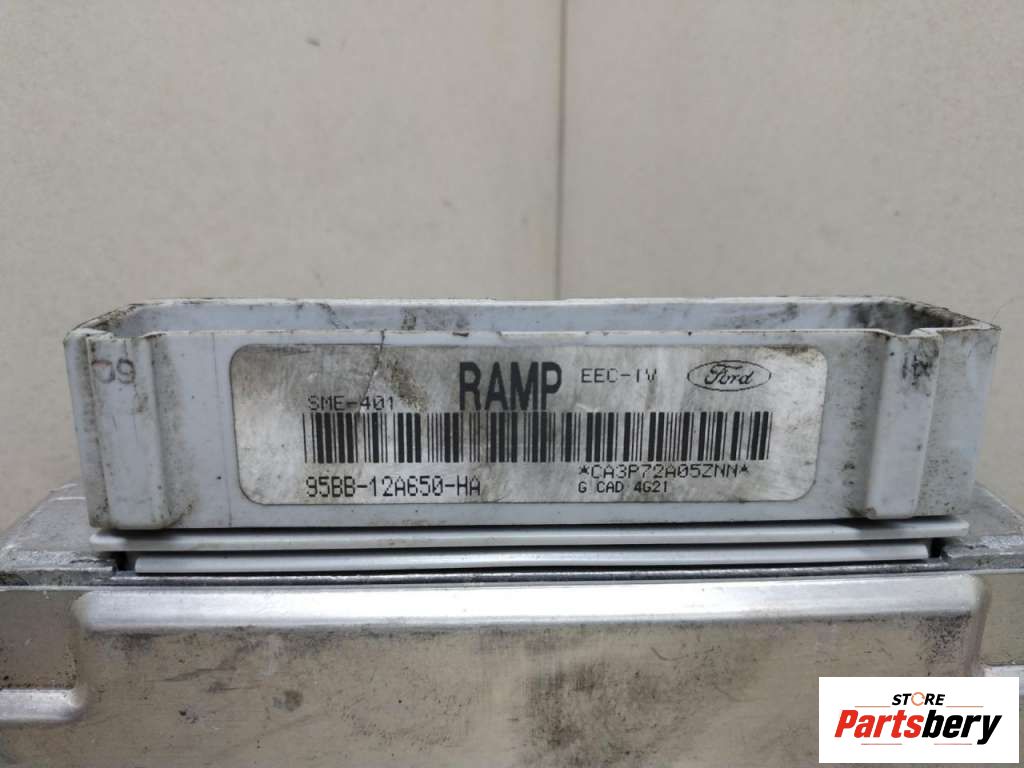 RAMP EEC-IV Ford
SME-401
*CA3P72A05ZNN*
95BB-12A650-HA
G CAD 4G21
STORE
Partsbery